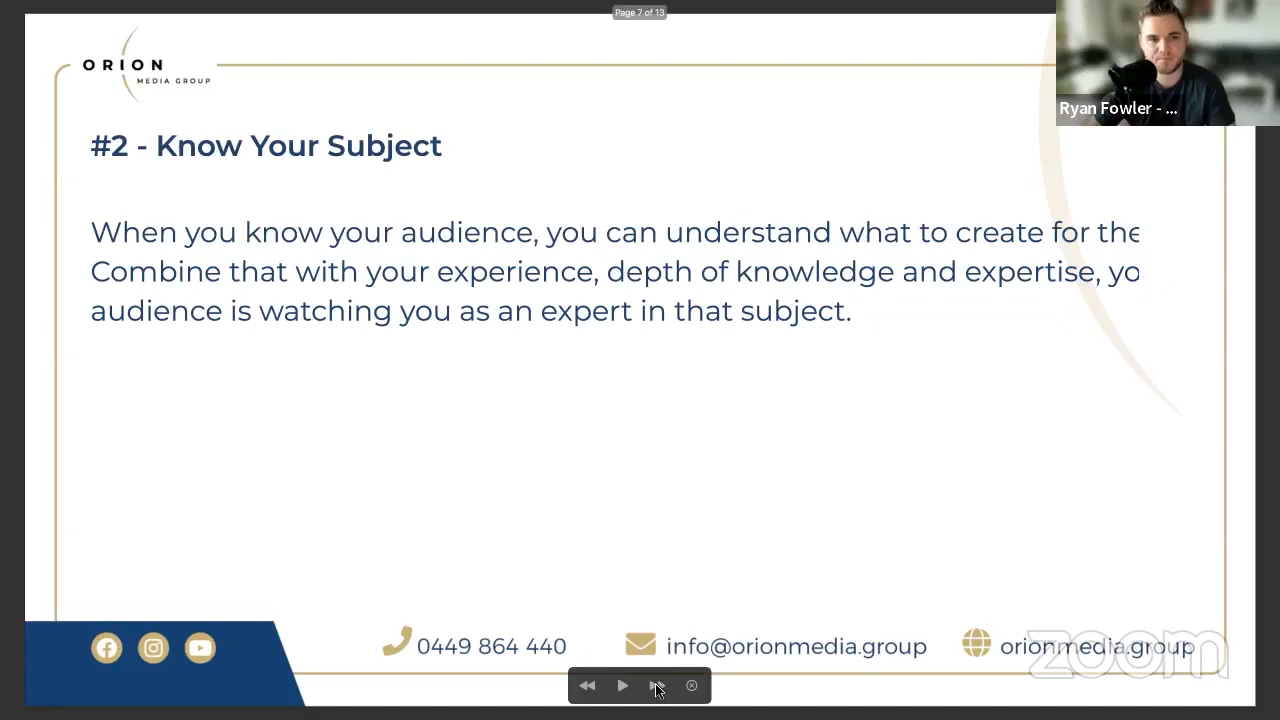 Page 7 of 13
ORION
MEDIA GROUP
Ryan Fowler - ...
#2 - Know Your Subject
When you know your audience, you can understand what to create for the
Combine that with your experience, depth of knowledge and expertise, yo
audience is watching you as an expert in that subject.
0449 864 440
info@orionmedia.group
orionmedia.group
zoom